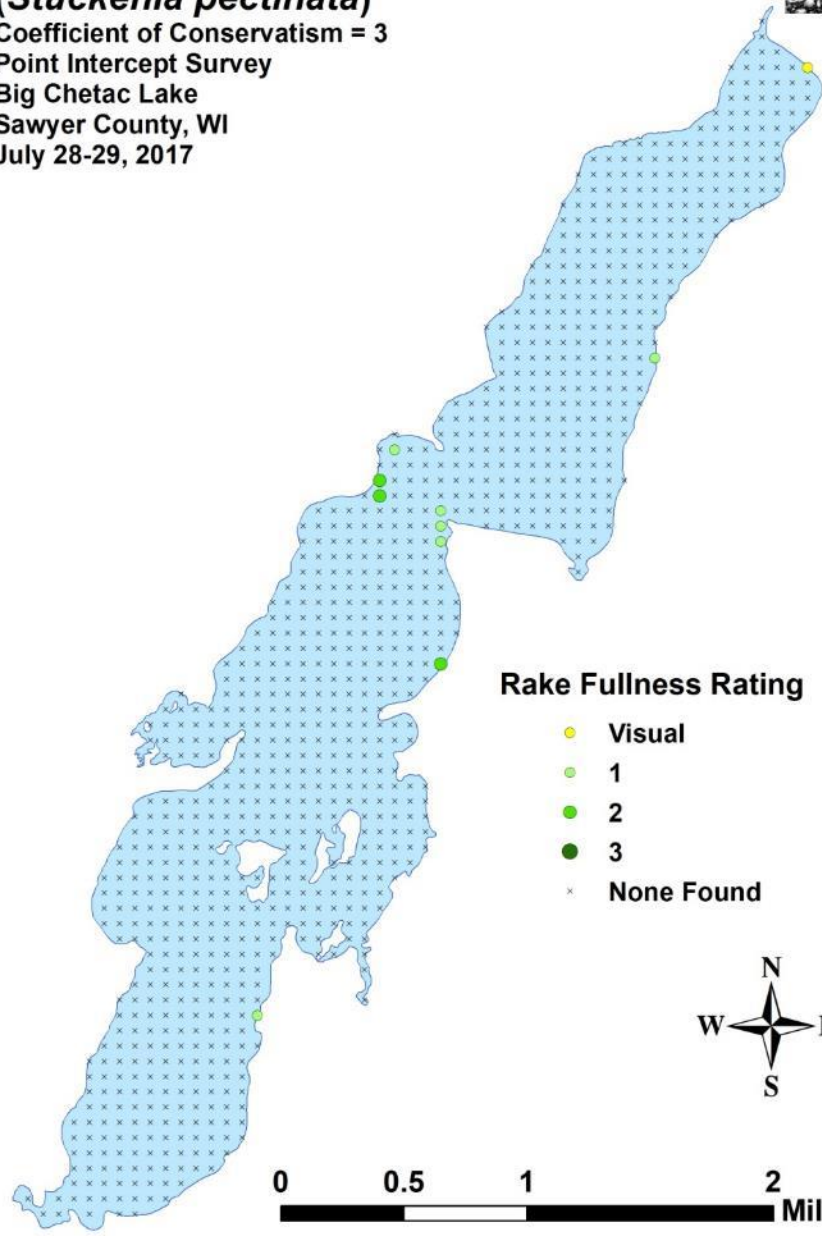 (Stuckenia pectinata)
Coefficient of Conservatism = 3
Point Intercept Survey
Big Chetac Lake
Sawyer County, WI
July 28-29, 2017
Rake Fullness Rating
Visual
1
2
3
None Found
N
W
S
0 0.5 1 2